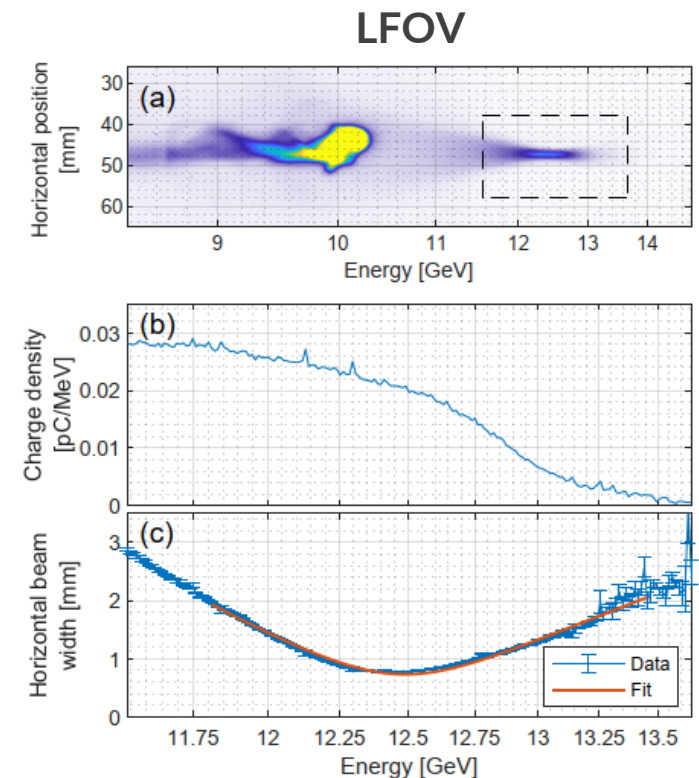 LFOV
Horizontal position
[mm]
(a)
30
40
50
60
9
10
11
12
13
14
Energy [GeV]
Charge density
[pC/MeV]
(b)
0.03
0.02
0.01
0
Horizontal beam
width [mm]
(c)
3
2
1
0
Data
Fit
11.75
12
12.25
12.5
12.75
13
13.25
13.5
Energy [GeV]